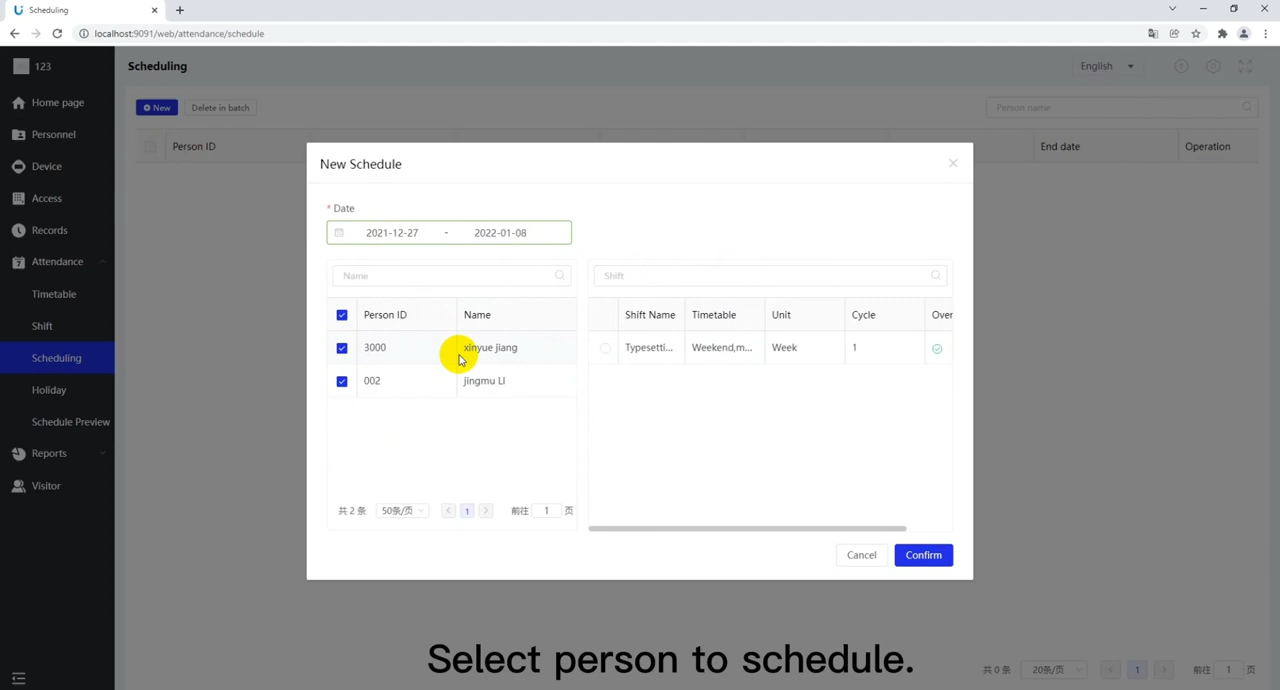 Scheduling
localhost:9091/web/attendance/schedule
123
Scheduling
English
Home page
New
Delete in batch
Person name
Personnel
Person ID
End date
Operation
Device
New Schedule
Access
* Date
Records
2021-12-27 - 2022-01-08
Attendance
Name
Shift
Timetable
Person ID Name
Shift Name Timetable Unit Cycle Over
Shift
3000 xinyue jiang
Typesetti... Weekend,m... Week 1
Scheduling
002 jingmu LI
Holiday
Schedule Preview
Reports
Visitor
共 2 条 50条/页 1 前往 1 页
Cancel
Confirm
Select person to schedule.
共 0 条 20条/页 1 前往 1 页